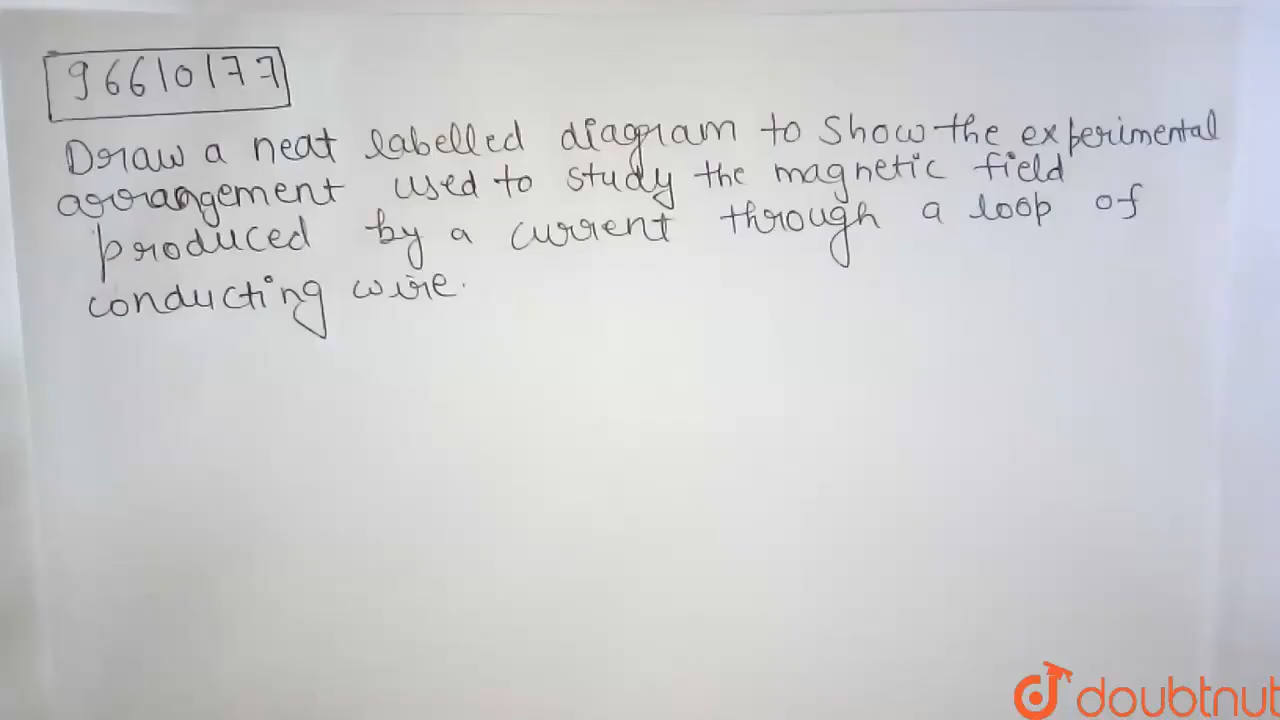 96610177
Draw a neat labelled diagram to show the experimental
arrangement used to study the magnetic field
produced by a current through a loop of
conducting wire.
doubtnut